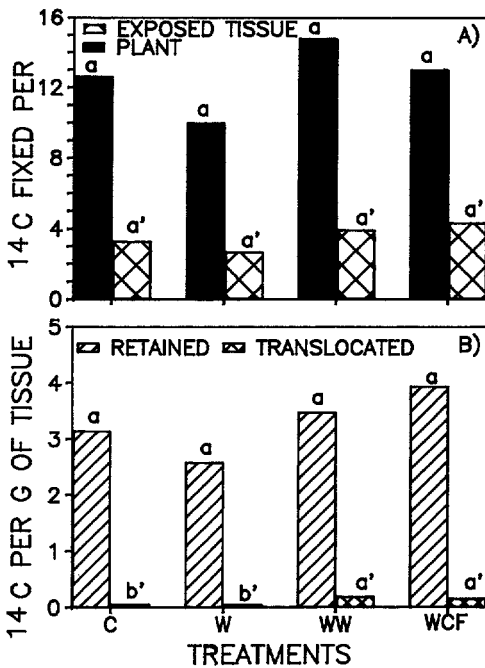 16
12
8
4
0
14 C FIXED PER
EXPOSED TISSUE
PLANT
A)
a
a
a
a
a'
a'
a'
a'
5
4
3
2
1
0
14 C PER G OF TISSUE
RETAINED TRANSLOCATED
B)
a
a
a
a
b'
b'
a'
a'
C W WW WCF
TREATMENTS